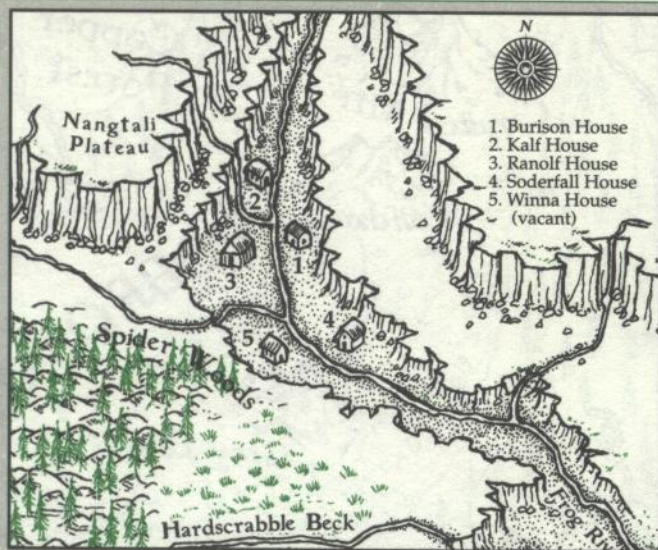 N
Nangtali
Plateau
1. Burison House
2. Kalf House
3. Ranolf House
4. Soderfall House
5. Winna House
(vacant)
2
1
3
4
5
Spider Woods
Hardscrabble Beck
Frog